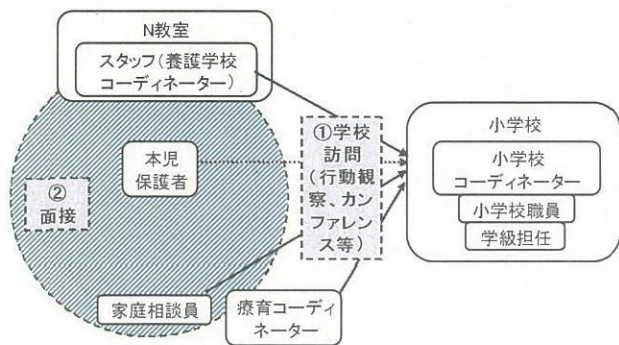 N教室
スタッフ(養護学校
コーディネーター)
本児
保護者
②
面接
家庭相談員
療育コーディ
ネーター
①学校
訪問
(行動観
察、カン
ファレン
ス等)
小学校
小学校
コーディネーター
小学校職員
学級担任